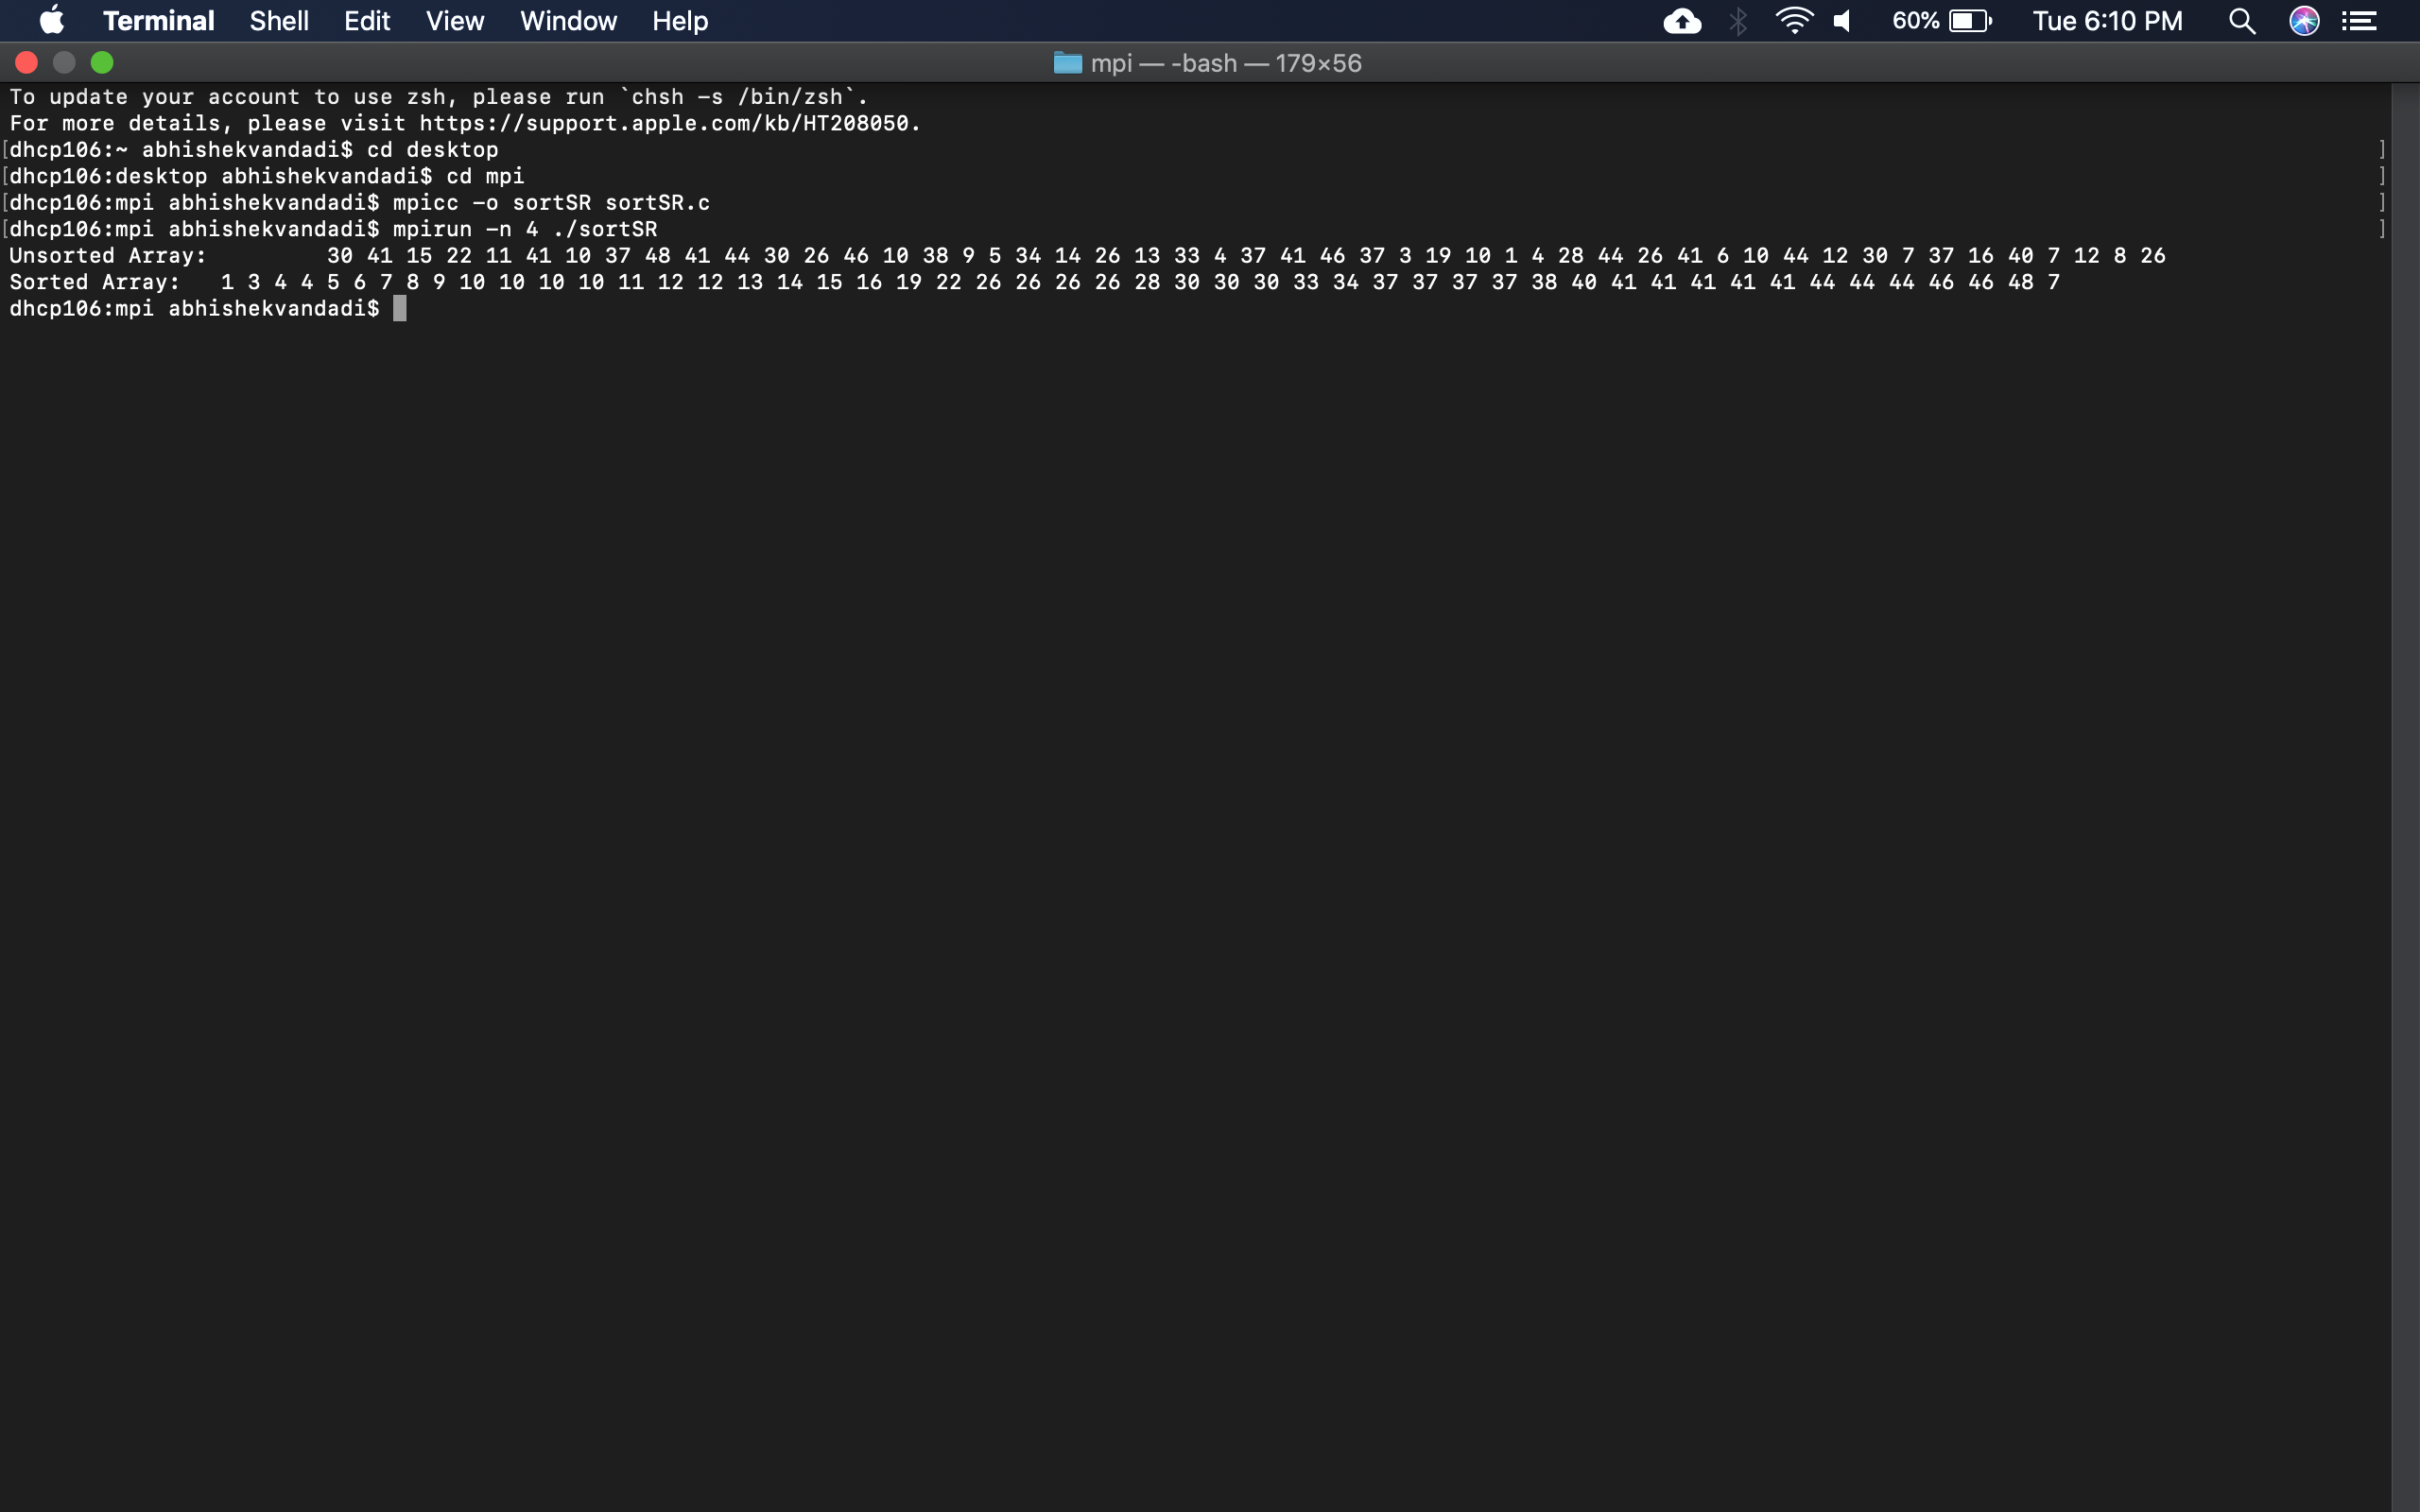 Terminal Shell Edit View Window Help 60% Tue 6:10 PM
mpi — -bash — 179×56
To update your account to use zsh, please run `chsh -s /bin/zsh`.
For more details, please visit https://support.apple.com/kb/HT208050.
[dhcp106:~ abhishekvandadi$ cd desktop ]
[dhcp106:desktop abhishekvandadi$ cd mpi ]
[dhcp106:mpi abhishekvandadi$ mpicc -o sortSR sortSR.c ]
[dhcp106:mpi abhishekvandadi$ mpirun -n 4 ./sortSR ]
Unsorted Array: 30 41 15 22 11 41 10 37 48 41 44 30 26 46 10 38 9 5 34 14 26 13 33 4 37 41 46 37 3 19 10 1 4 28 44 26 41 6 10 44 12 30 7 37 16 40 7 12 8 26
Sorted Array: 1 3 4 4 5 6 7 8 9 10 10 10 10 11 12 12 13 14 15 16 19 22 26 26 26 26 28 30 30 30 33 34 37 37 37 37 38 40 41 41 41 41 41 44 44 44 46 46 48 7
dhcp106:mpi abhishekvandadi$